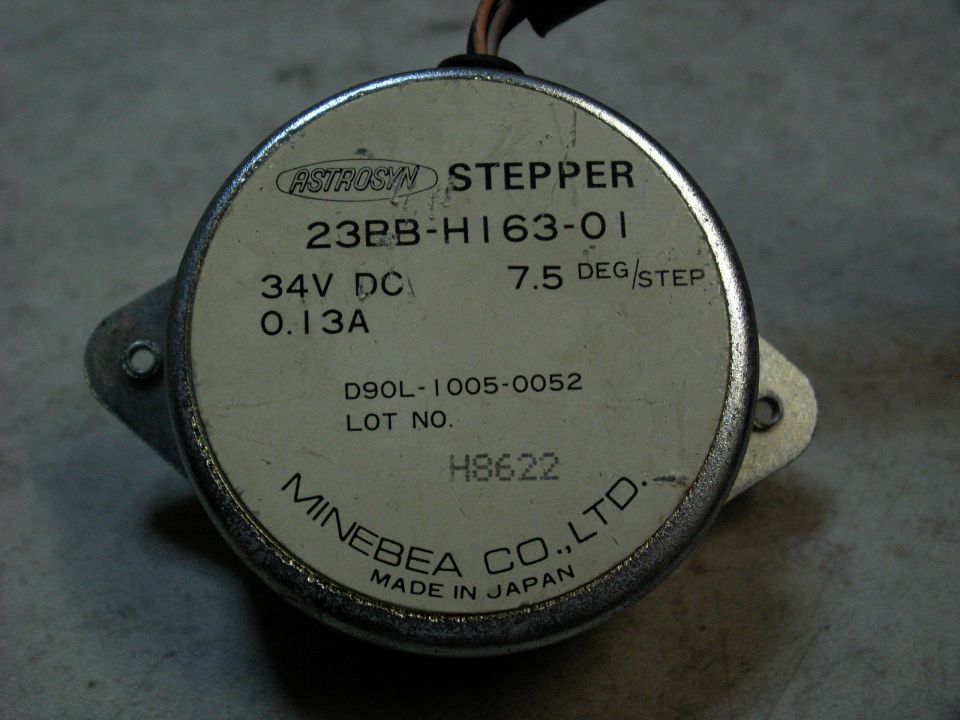 ASTROSYN STEPPER
23BB-H163-01
34V DC 7.5 DEG/STEP
0.13A
D90L-1005-0052
LOT NO.
H8622
MINEBEA CO.,LTD.
MADE IN JAPAN